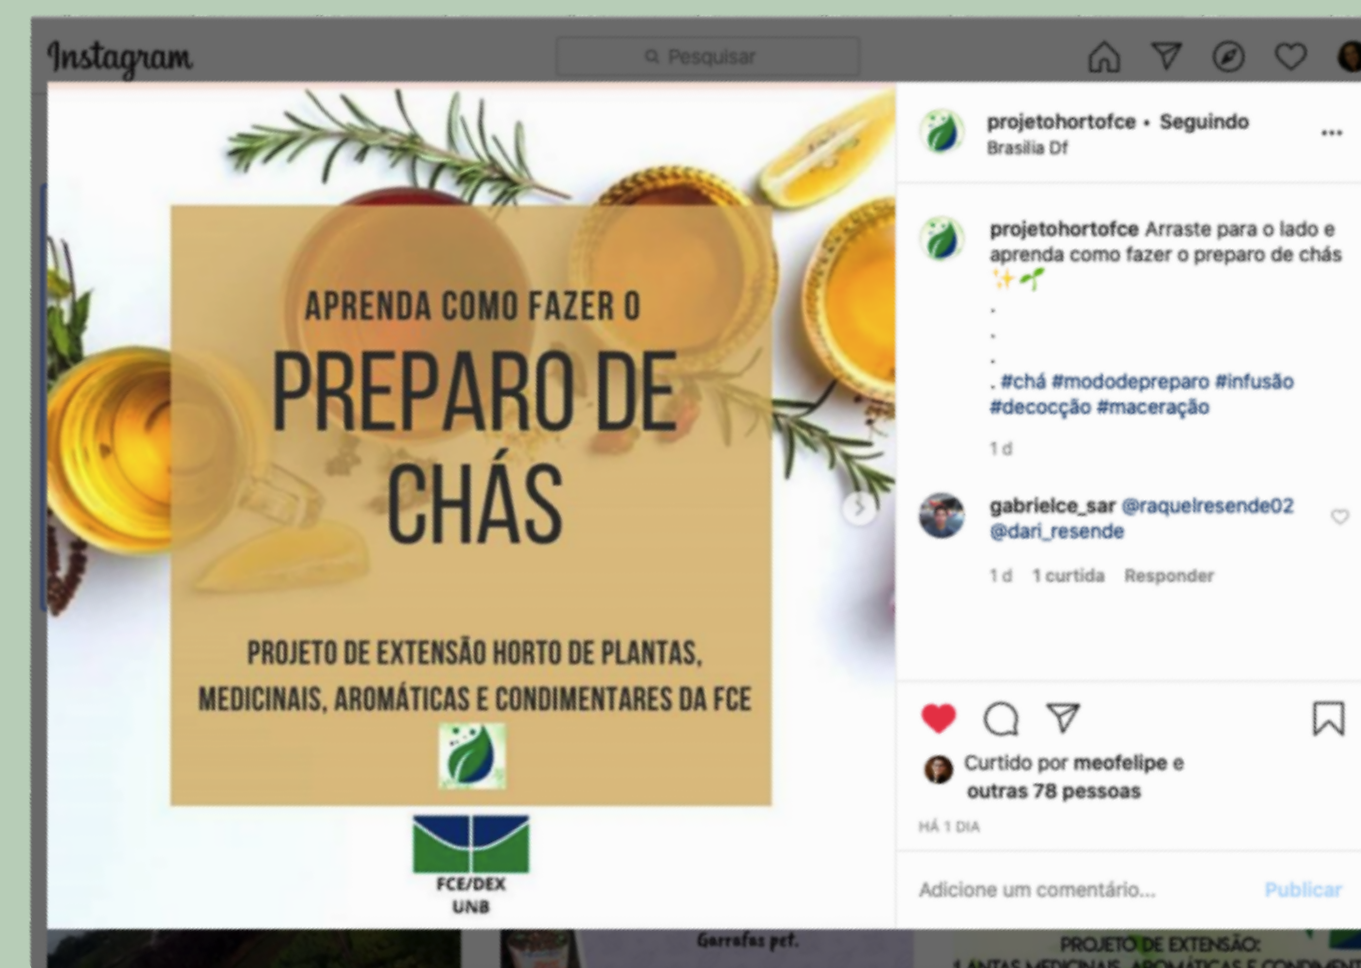 Instagram
Pesquisar
APRENDA COMO FAZER O
PREPARO DE
CHÁS
PROJETO DE EXTENSÃO HORTO DE PLANTAS,
MEDICINAIS, AROMÁTICAS E CONDIMENTARES DA FCE
FCE/DEX
UNB
projetohortofce • Seguindo
Brasilia Df
projetohortofce Arraste para o lado e
aprenda como fazer o preparo de chás
✨🌱
.
.
.
. #chá #mododepreparo #infusão
#decocção #maceração
1 d
gabrielce_sar @raquelresende02
@dari_resende
1 d 1 curtida Responder
Curtido por meofelipe e
outras 78 pessoas
HÁ 1 DIA
Adicione um comentário... Publicar
Garrafas pet.
PROJETO DE EXTENSÃO:
MEDICINAIS, AROMÁTICAS E